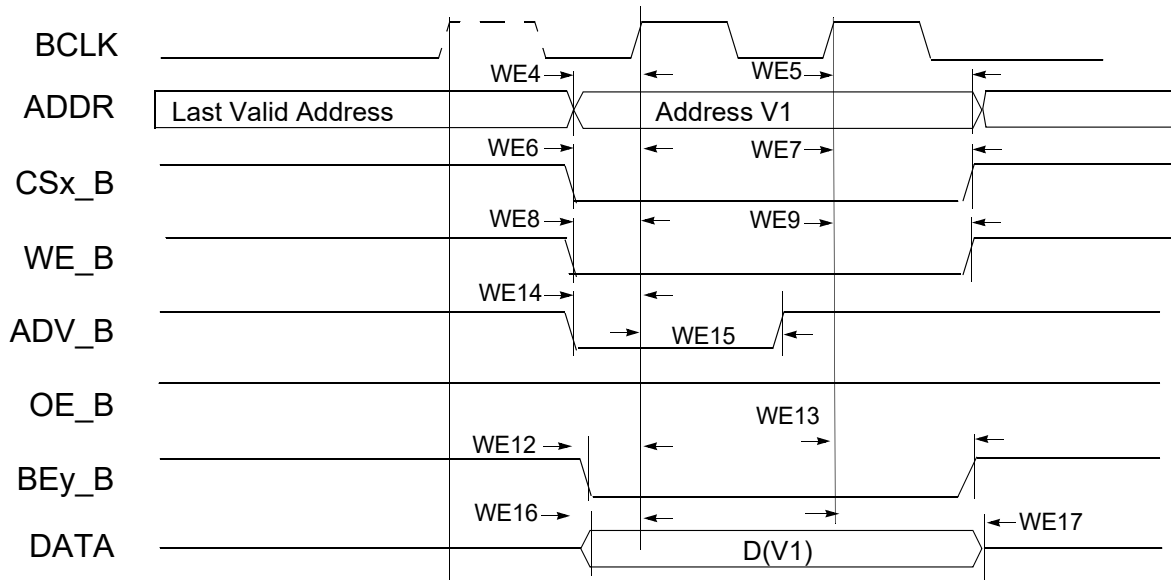 BCLK
WE4
WE5
ADDR
Last Valid Address
Address V1
WE6
WE7
CSx_B
WE8
WE9
WE_B
WE14
ADV_B
WE15
OE_B
WE13
WE12
BEy_B
WE16
WE17
DATA
D(V1)